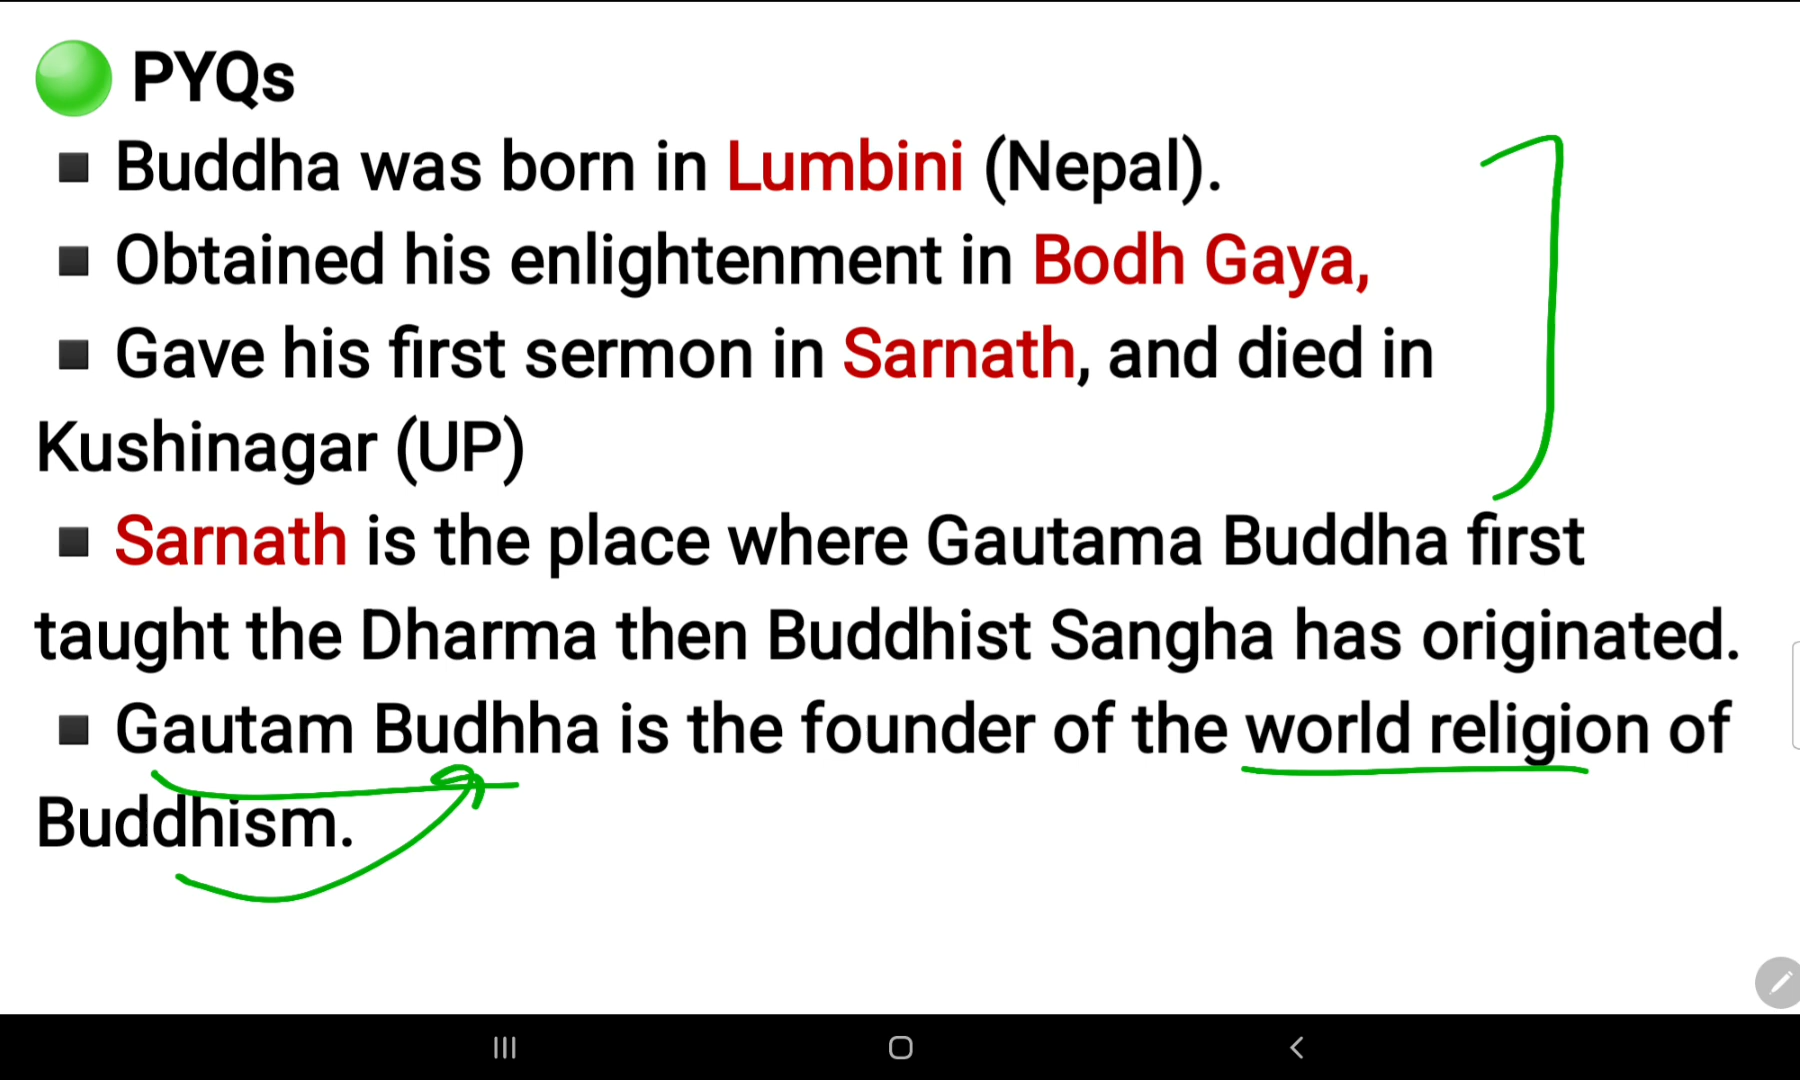 PYQs
▪ Buddha was born in Lumbini (Nepal).
▪ Obtained his enlightenment in Bodh Gaya,
▪ Gave his first sermon in Sarnath, and died in
Kushinagar (UP)
▪ Sarnath is the place where Gautama Buddha first
taught the Dharma then Buddhist Sangha has originated.
▪ Gautam Budhha is the founder of the world religion of
Buddhism.